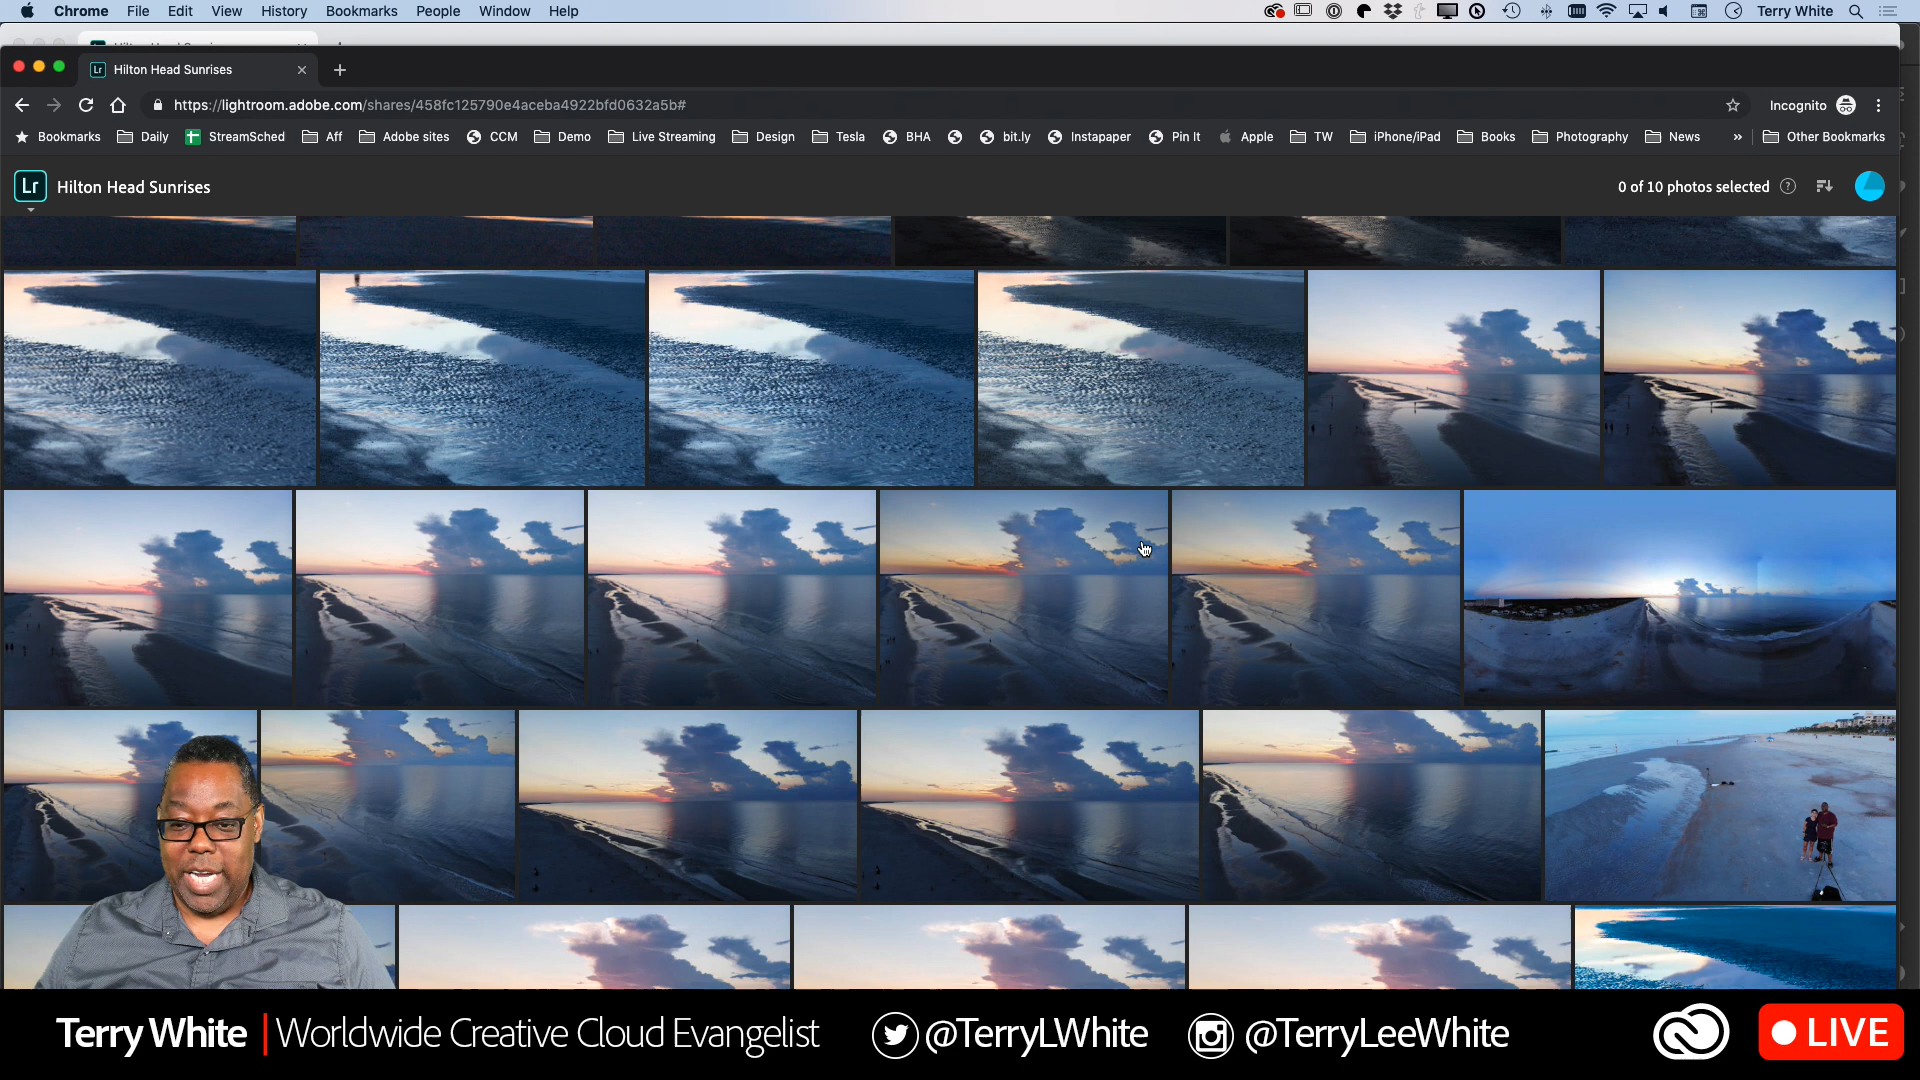 Chrome File Edit View History Bookmarks People Window Help Terry White
Hilton Head Sunrises
https://lightroom.adobe.com/shares/458fc125790e4aceba4922bfd0632a5b# Incognito
Bookmarks Daily StreamSched Aff Adobe sites CCM Demo Live Streaming Design Tesla BHA bit.ly Instapaper Pin It Apple TW iPhone/iPad Books Photography News » Other Bookmarks
Lr Hilton Head Sunrises 0 of 10 photos selected ?
Terry White | Worldwide Creative Cloud Evangelist @TerryLWhite @TerryLeeWhite LIVE